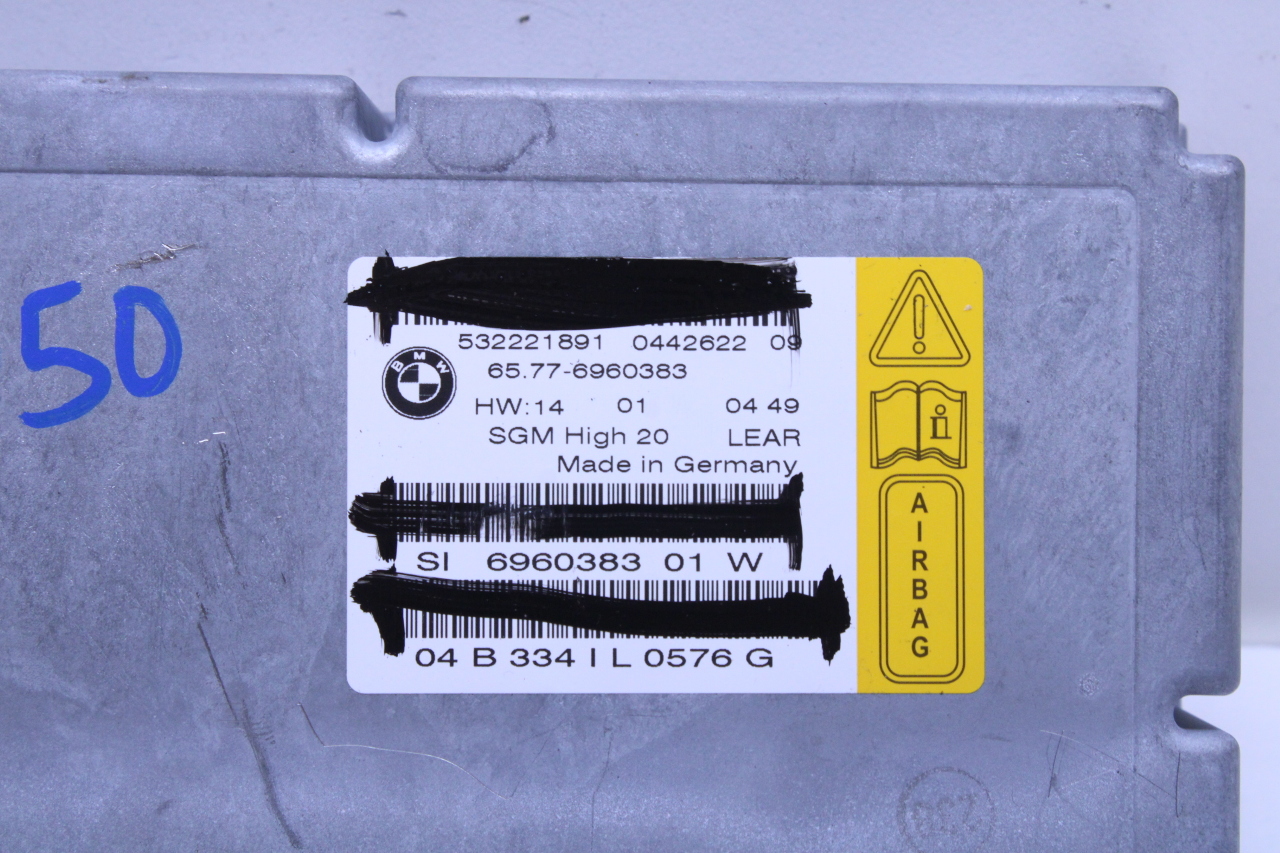 50
532221891 0442622 09
BMW
65.77-6960383
HW:14 01 04 49
SGM High 20 LEAR
Made in Germany
SI 6960383 01 W
04 B 334 I L 0576 G
i
AIRBAG